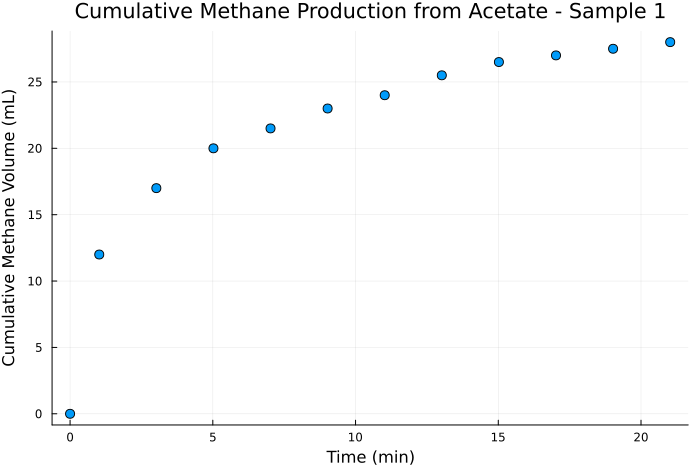 Cumulative Methane Production from Acetate - Sample 1
Cumulative Methane Volume (mL)
25
20
15
10
5
0
0 5 10 15 20
Time (min)